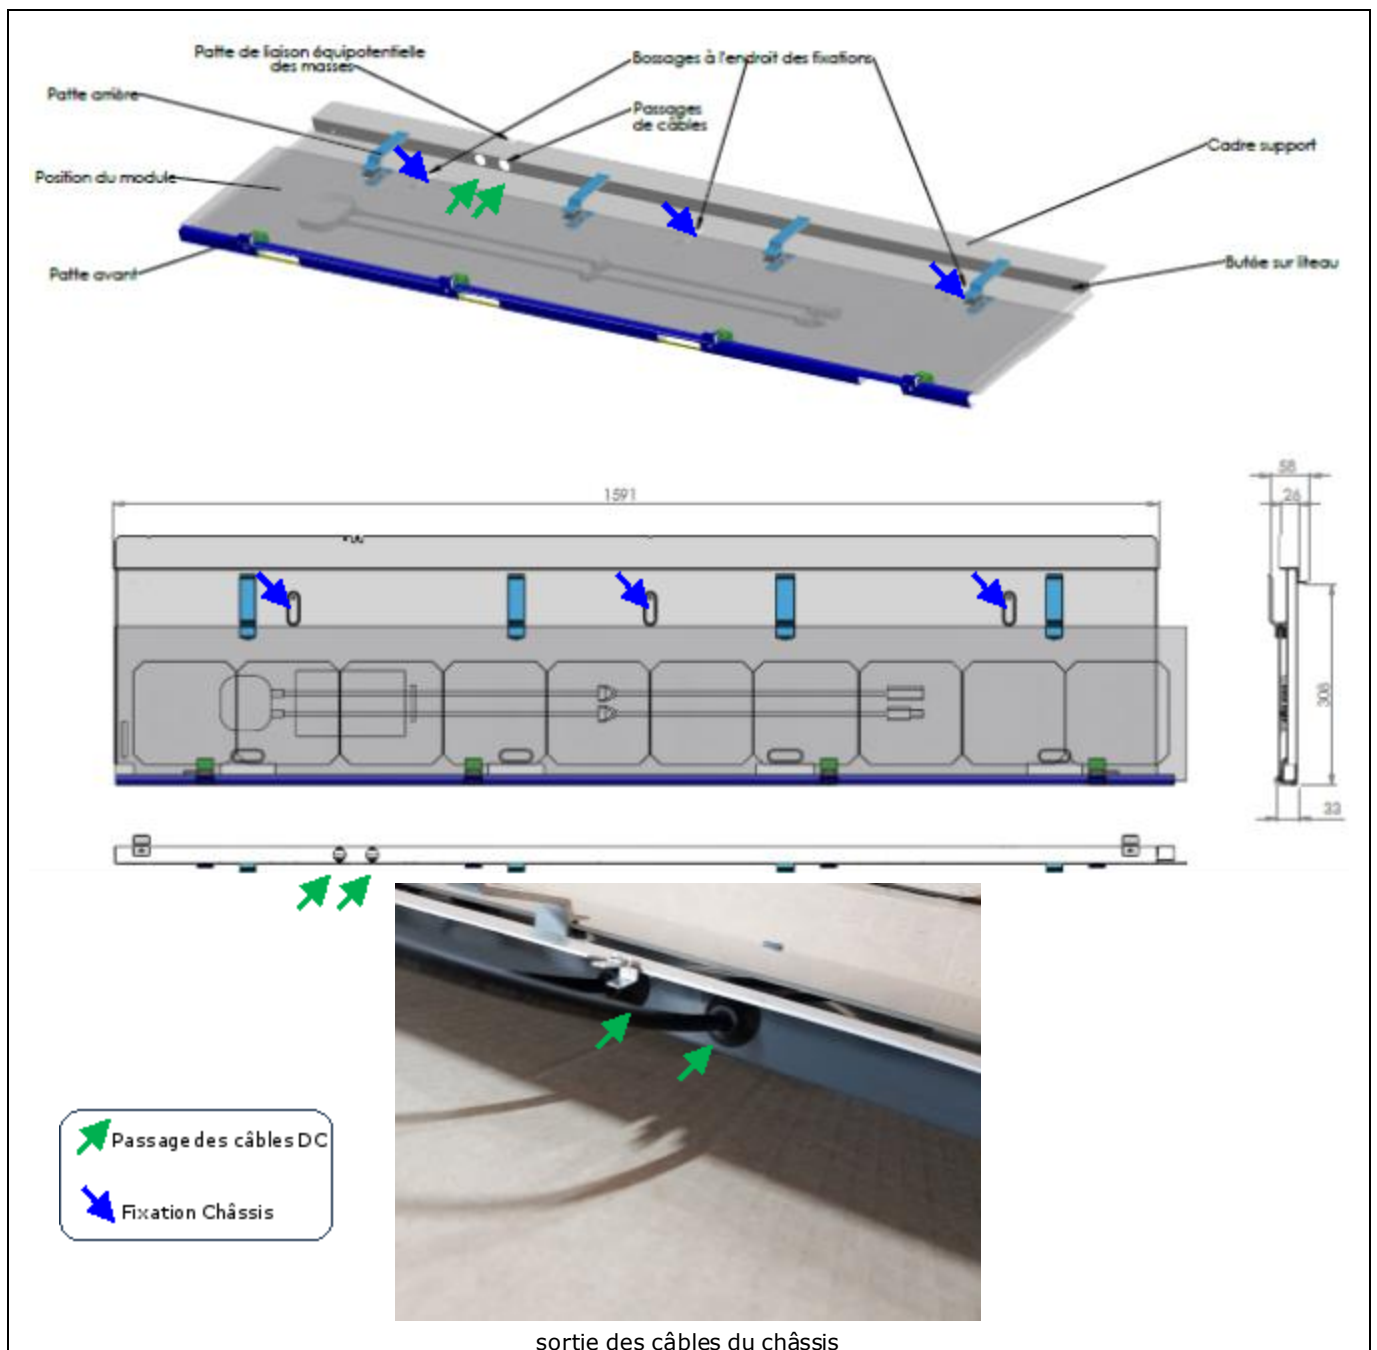 Patte de liaison équipotentielle
des masses
Bossages à l'endroit des fixations
Patte arrière
Passages
de câbles
Cadre support
Position du module
Patte avant
Butée sur liteau
1591
58
26
308
33
Passage des câbles DC
Fixation Châssis
sortie des câbles du châssis